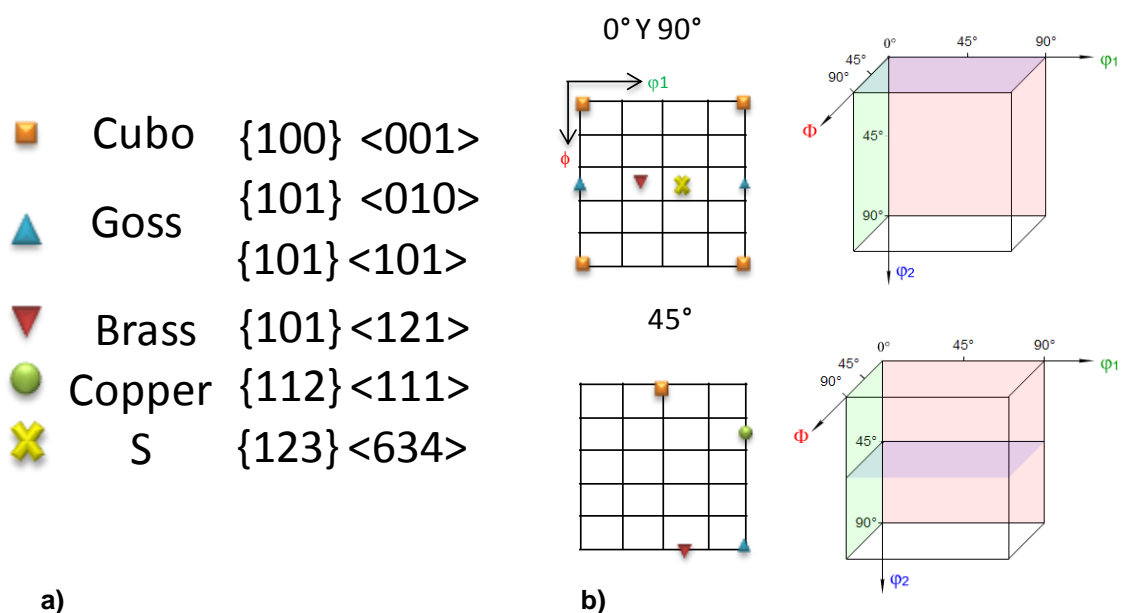 Cubo {100} <001>
Goss {101} <010>
{101} <101>
Brass {101} <121>
Copper {112} <111>
S {123} <634>
a)
0° Y 90°
φ1
ϕ
0° 45° 90°
φ₁
45°
90°
Φ
45°
90°
φ₂
45°
0° 45° 90°
φ₁
45°
90°
Φ
45°
90°
φ₂
b)